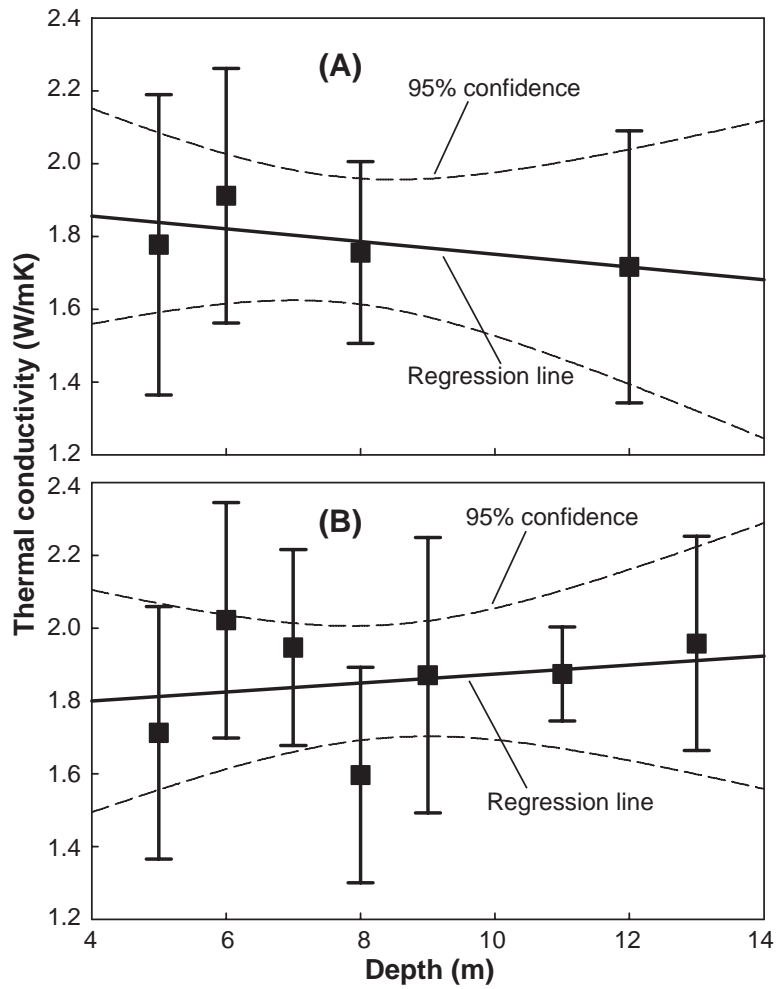 Thermal conductivity (W/mK)
2.4
2.2
2.0
1.8
1.6
1.4
1.2
(A)
95% confidence
Regression line
2.4
2.2
2.0
1.8
1.6
1.4
1.2
(B)
95% confidence
Regression line
4 6 8 10 12 14
Depth (m)